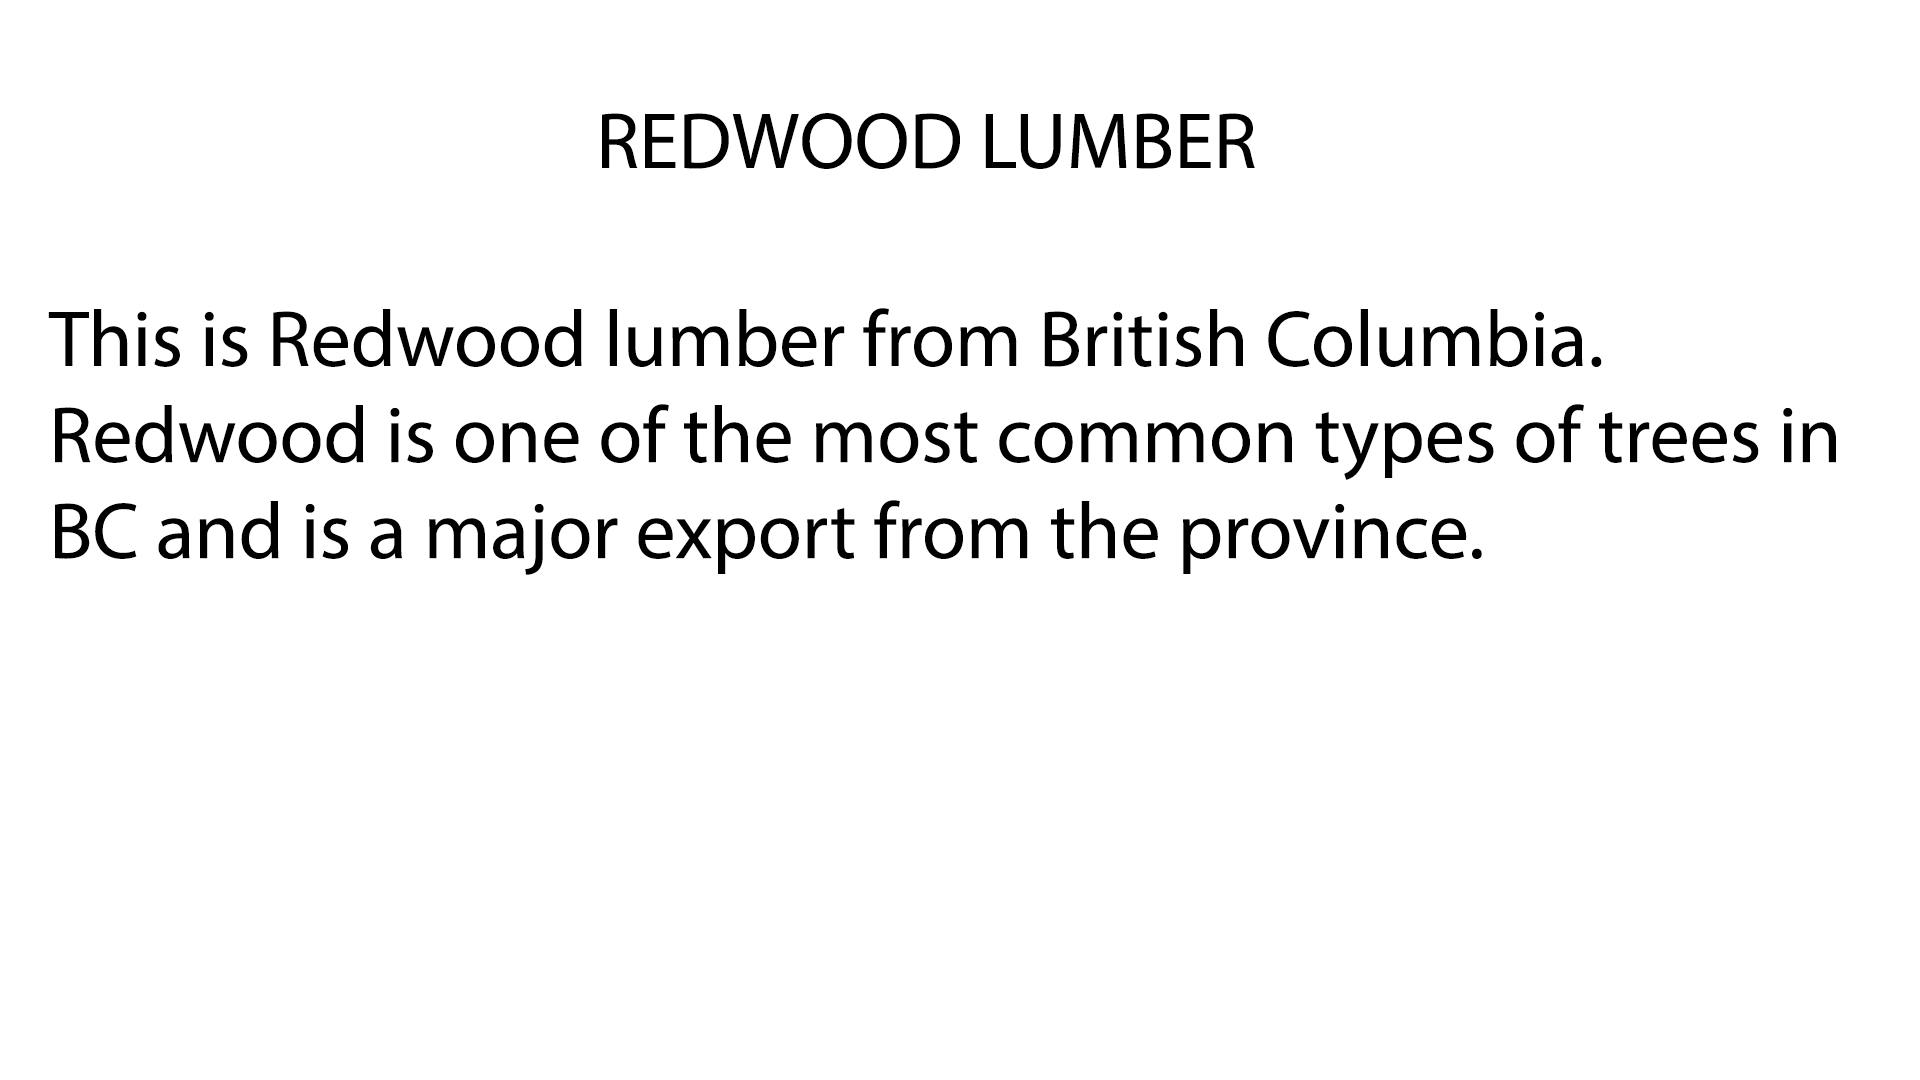 REDWOOD LUMBER
This is Redwood lumber from British Columbia.
Redwood is one of the most common types of trees in
BC and is a major export from the province.